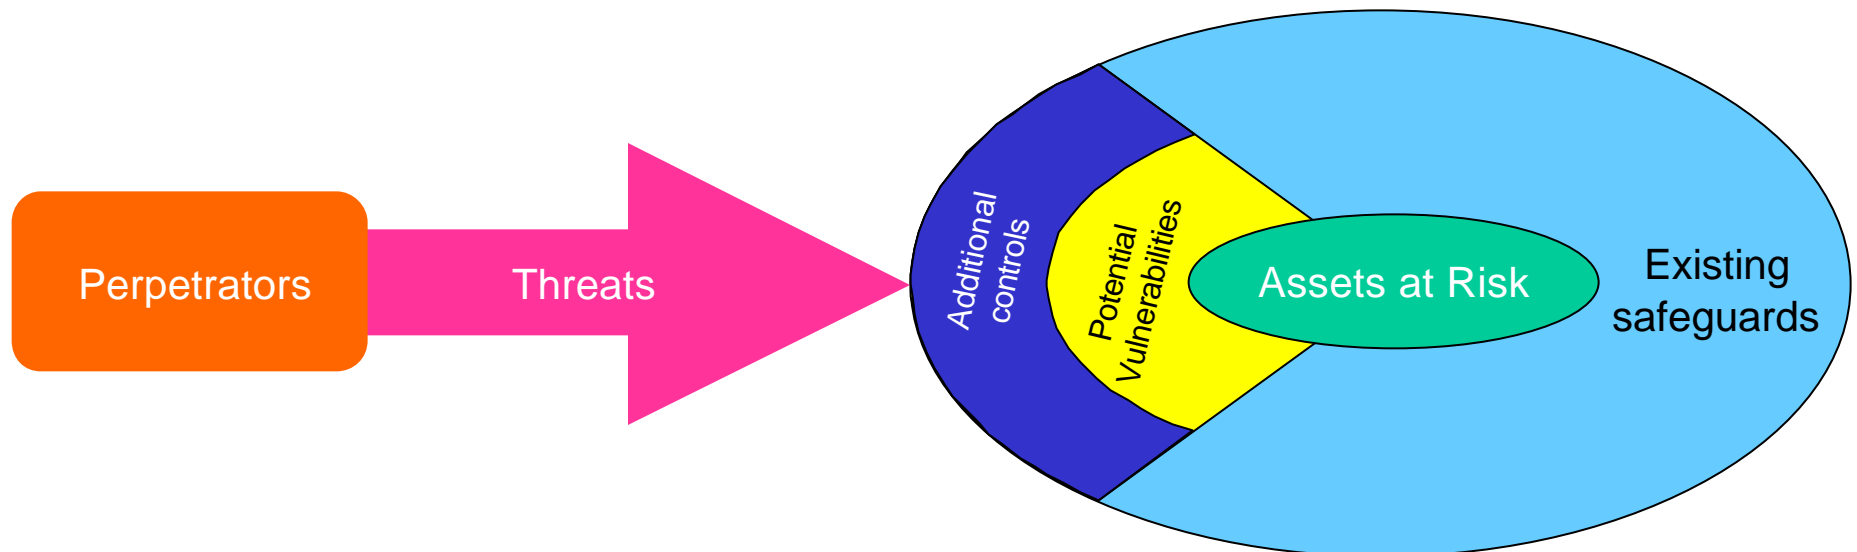 Perpetrators
Threats
Additional
controls
Potential
Vulnerabilities
Assets at Risk
Existing
safeguards